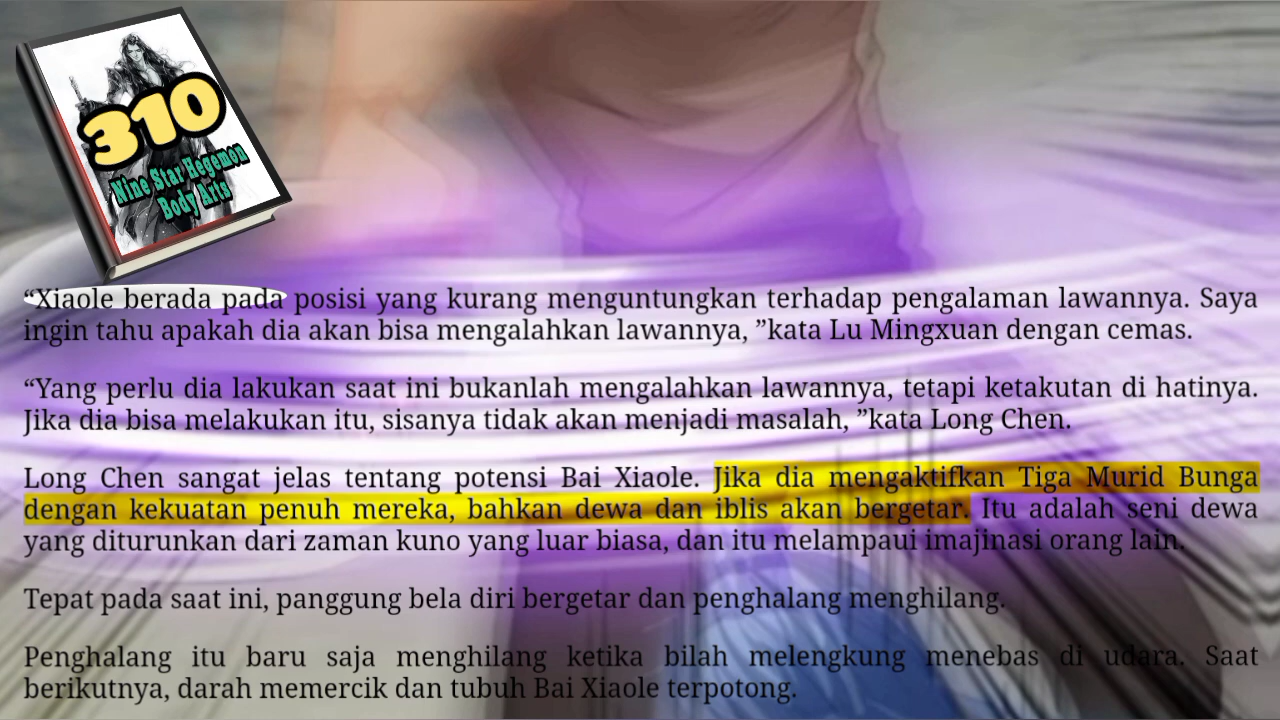 310
Nine Star Hegemon
Body Arts
“Xiaole berada pada posisi yang kurang menguntungkan terhadap pengalaman lawannya. Saya
ingin tahu apakah dia akan bisa mengalahkan lawannya, ”kata Lu Mingxuan dengan cemas.
“Yang perlu dia lakukan saat ini bukanlah mengalahkan lawannya, tetapi ketakutan di hatinya.
Jika dia bisa melakukan itu, sisanya tidak akan menjadi masalah, ”kata Long Chen.
Long Chen sangat jelas tentang potensi Bai Xiaole. Jika dia mengaktifkan Tiga Murid Bunga
dengan kekuatan penuh mereka, bahkan dewa dan iblis akan bergetar. Itu adalah seni dewa
yang diturunkan dari zaman kuno yang luar biasa, dan itu melampaui imajinasi orang lain.
Tepat pada saat ini, panggung bela diri bergetar dan penghalang menghilang.
Penghalang itu baru saja menghilang ketika bilah melengkung menebas di udara. Saat
berikutnya, darah memercik dan tubuh Bai Xiaole terpotong.